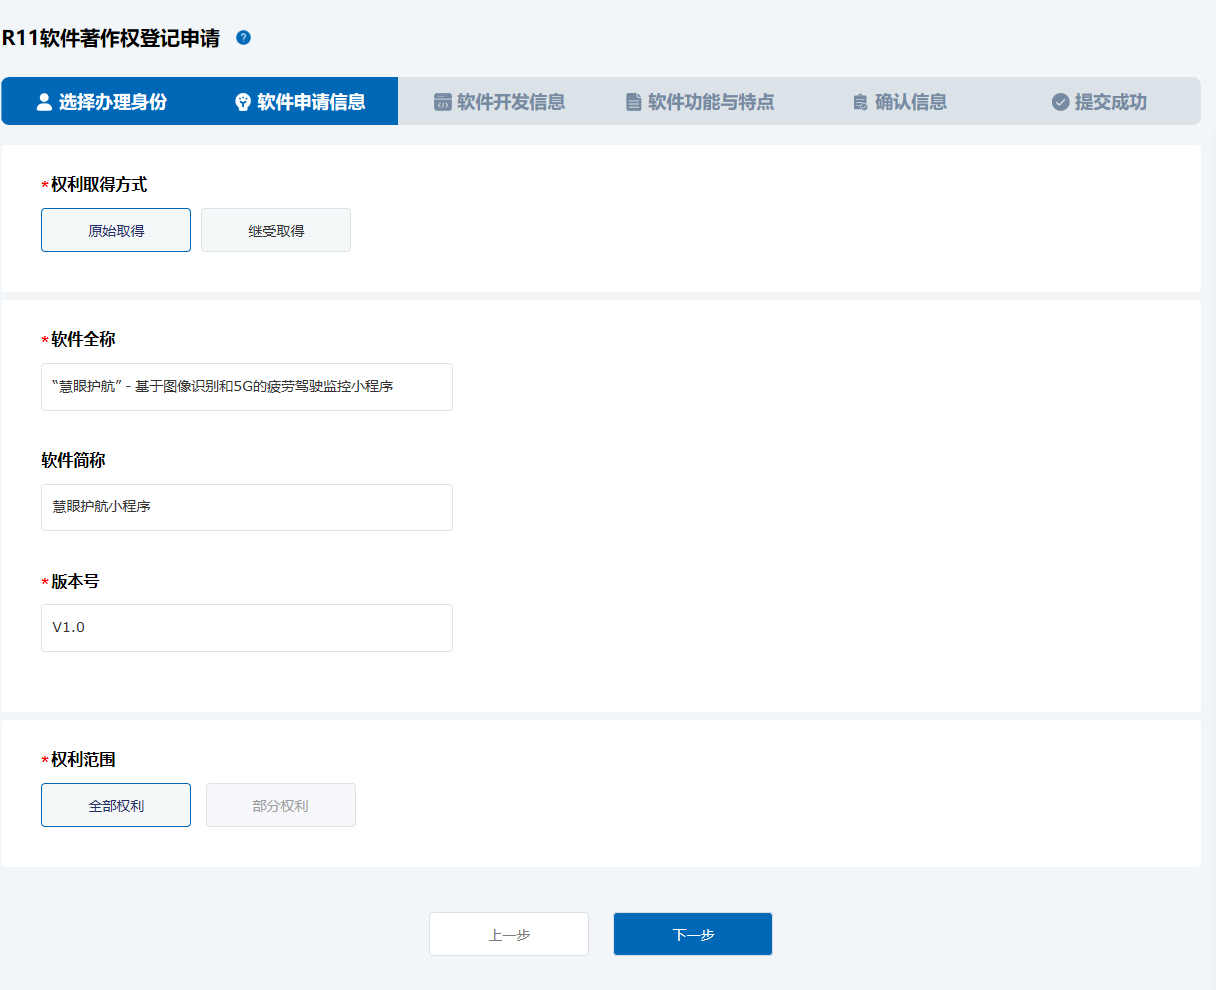 R11软件著作权登记申请 ?
选择办理身份 软件申请信息 软件开发信息 软件功能与特点 确认信息 提交成功
*权利取得方式
原始取得 继受取得
*软件全称
“慧眼护航” - 基于图像识别和5G的疲劳驾驶监控小程序
软件简称
慧眼护航小程序
*版本号
V1.0
*权利范围
全部权利 部分权利
上一步 下一步